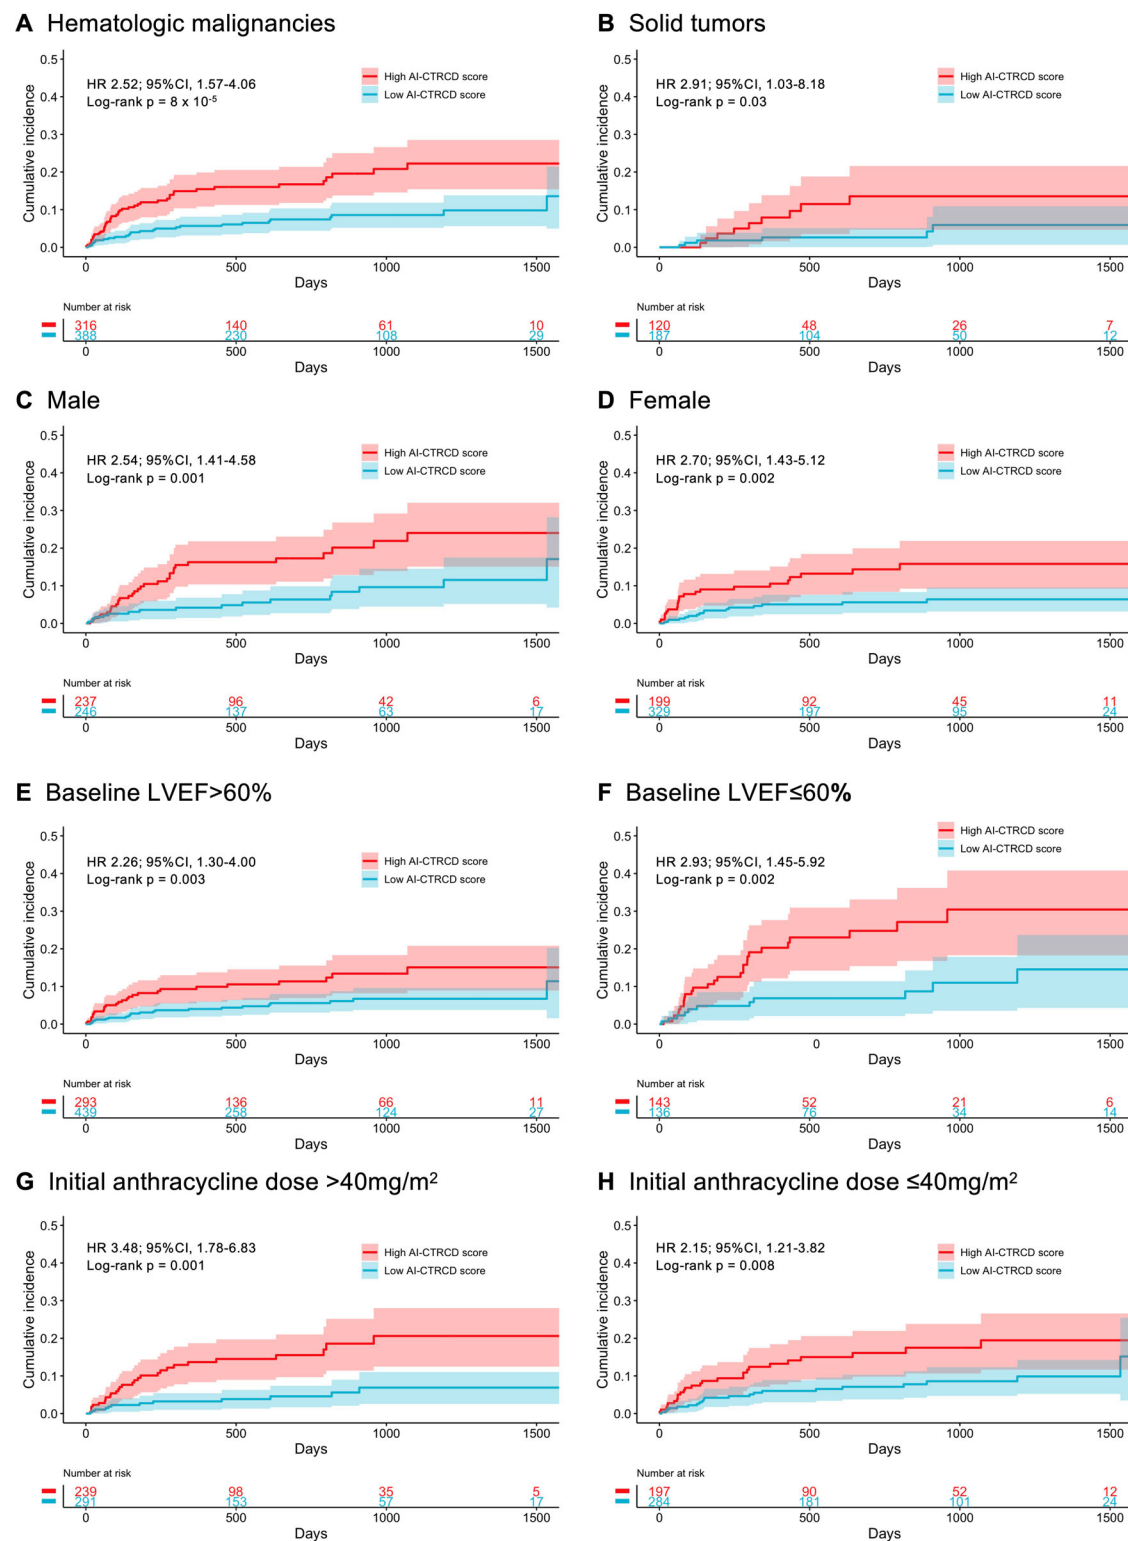 A Hematologic malignancies
HR 2.52; 95%CI, 1.57-4.06
Log-rank p = 8 x 10-5
High AI-CTRCD score
Low AI-CTRCD score
Cumulative incidence
0.5
0.4
0.3
0.2
0.1
0.0
0 500 1000 1500
Days
Number at risk
316 140 61 10
388 230 108 29
0 500 1000 1500
Days
B Solid tumors
HR 2.91; 95%CI, 1.03-8.18
Log-rank p = 0.03
High AI-CTRCD score
Low AI-CTRCD score
Cumulative incidence
0.5
0.4
0.3
0.2
0.1
0.0
0 500 1000 1500
Days
Number at risk
120 48 26 7
187 104 50 12
0 500 1000 1500
Days
C Male
HR 2.54; 95%CI, 1.41-4.58
Log-rank p = 0.001
High AI-CTRCD score
Low AI-CTRCD score
Cumulative incidence
0.5
0.4
0.3
0.2
0.1
0.0
0 500 1000 1500
Days
Number at risk
237 96 42 6
246 137 63 17
0 500 1000 1500
Days
D Female
HR 2.70; 95%CI, 1.43-5.12
Log-rank p = 0.002
High AI-CTRCD score
Low AI-CTRCD score
Cumulative incidence
0.5
0.4
0.3
0.2
0.1
0.0
0 500 1000 1500
Days
Number at risk
199 92 45 11
329 197 95 24
0 500 1000 1500
Days
E Baseline LVEF>60%
HR 2.26; 95%CI, 1.30-4.00
Log-rank p = 0.003
High AI-CTRCD score
Low AI-CTRCD score
Cumulative incidence
0.5
0.4
0.3
0.2
0.1
0.0
0 500 1000 1500
Days
Number at risk
293 136 66 11
439 258 124 27
0 500 1000 1500
Days
F Baseline LVEF≤60%
HR 2.93; 95%CI, 1.45-5.92
Log-rank p = 0.002
High AI-CTRCD score
Low AI-CTRCD score
Cumulative incidence
0.5
0.4
0.3
0.2
0.1
0.0
0 0 1000 1500
Days
Number at risk
143 52 21 6
136 76 34 14
0 500 1000 1500
Days
G Initial anthracycline dose >40mg/m²
HR 3.48; 95%CI, 1.78-6.83
Log-rank p = 0.001
High AI-CTRCD score
Low AI-CTRCD score
Cumulative incidence
0.5
0.4
0.3
0.2
0.1
0.0
0 500 1000 1500
Days
Number at risk
239 98 35 5
291 153 57 17
0 500 1000 1500
Days
H Initial anthracycline dose ≤40mg/m²
HR 2.15; 95%CI, 1.21-3.82
Log-rank p = 0.008
High AI-CTRCD score
Low AI-CTRCD score
Cumulative incidence
0.5
0.4
0.3
0.2
0.1
0.0
0 500 1000 1500
Days
Number at risk
197 90 52 12
284 181 101 24
0 500 1000 1500
Days